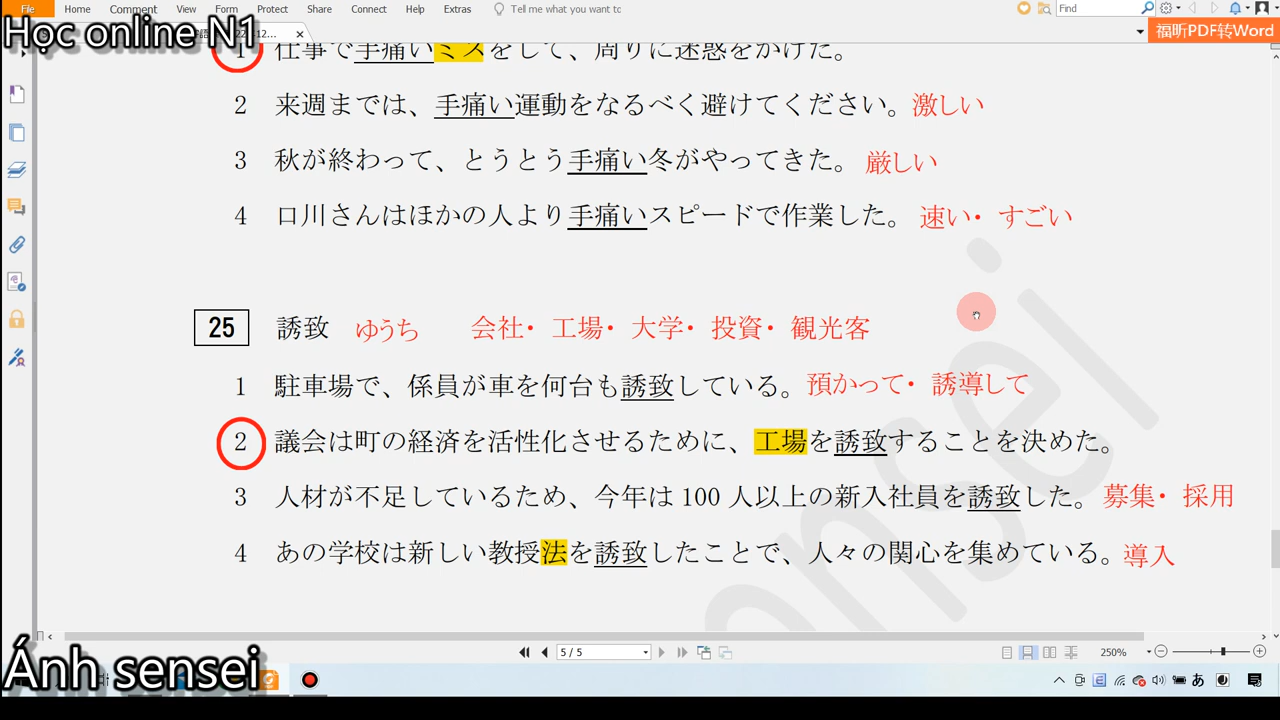 File Home Comment View Form Protect Share Connect Help Extras Tell me what you want to Find
Học online N1
福昕PDF转Word
1 仕事で手痛いミスをして、周りに迷惑をかけた。
2 来週までは、手痛い運動をなるべく避けてください。激しい
3 秋が終わって、とうとう手痛い冬がやってきた。 厳しい
4 口川さんはほかの人より手痛いスピードで作業した。 速い・すごい
25 誘致 ゆうち 会社・工場・大学・投資・観光客
1 駐車場で、係員が車を何台も誘致している。預かって・誘導して
2 議会は町の経済を活性化させるために、工場を誘致することを決めた。
3 人材が不足しているため、今年は 100 人以上の新入社員を誘致した。募集・採用
4 あの学校は新しい教授法を誘致したことで、人々の関心を集めている。導入
ensei
5 / 5
250%
Ánh sensei
あ